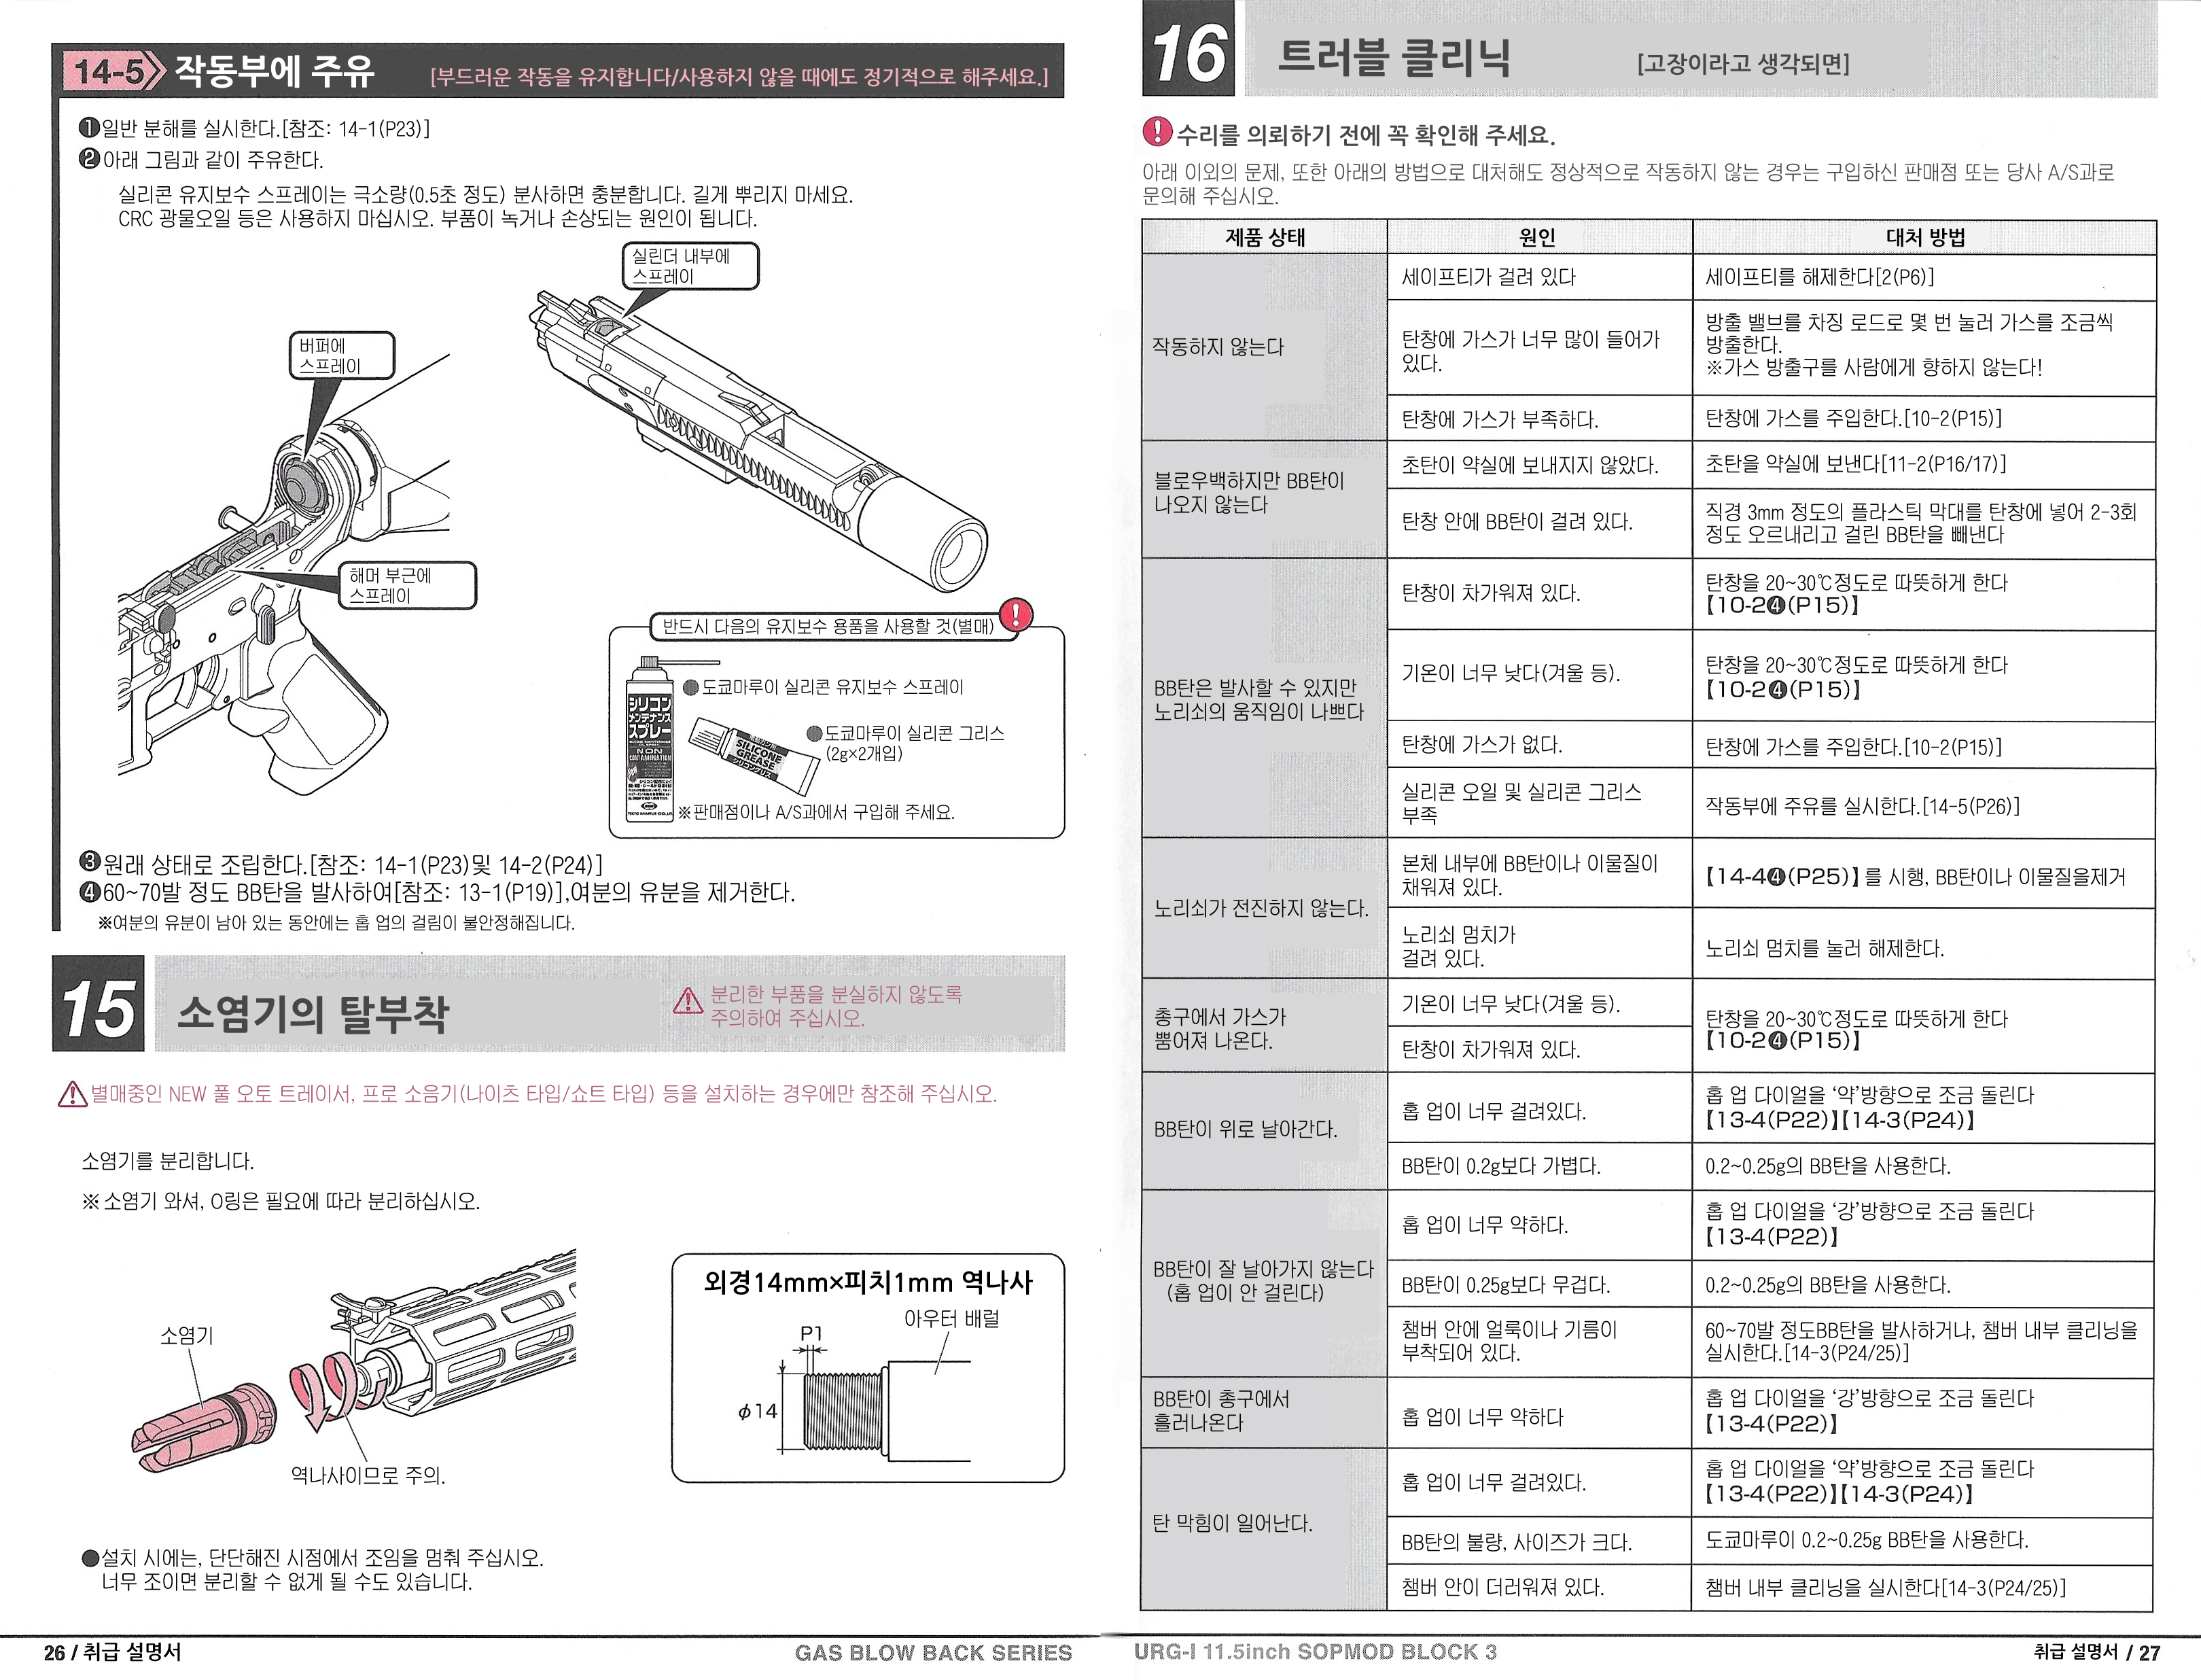 14-5 작동부에 주유 [부드러운 작동을 유지합니다/사용하지 않을 때에도 정기적으로 해주세요.]
❶일반 분해를 실시한다.[참조: 14-1(P23)]
❷아래 그림과 같이 주유한다.
실리콘 유지보수 스프레이는 극소량(0.5초 정도) 분사하면 충분합니다. 길게 뿌리지 마세요.
CRC 광물오일 등은 사용하지 마십시오. 부품이 녹거나 손상되는 원인이 됩니다.
실린더 내부에
스프레이
버퍼에
스프레이
해머 부근에
스프레이
반드시 다음의 유지보수 용품을 사용할 것(별매)
●도쿄마루이 실리콘 유지보수 스프레이
シリコン
メンテナンス
スプレー
NON
CONTAMINATION
●도쿄마루이 실리콘 그리스
(2g×2개입)
SILICONE
GREASE
シリコングリス
※판매점이나 A/S과에서 구입해 주세요.
❸원래 상태로 조립한다.[참조: 14-1(P23)및 14-2(P24)]
❹60~70발 정도 BB탄을 발사하여[참조: 13-1(P19)],여분의 유분을 제거한다.
※여분의 유분이 남아 있는 동안에는 홉 업의 걸림이 불안정해집니다.
15 소염기의 탈부착
분리한 부품을 분실하지 않도록
주의하여 주십시오.
별매중인 NEW 풀 오토 트레이서, 프로 소음기(나이츠 타입/쇼트 타입) 등을 설치하는 경우에만 참조해 주십시오.
소염기를 분리합니다.
※ 소염기 와셔, O링은 필요에 따라 분리하십시오.
소염기
역나사이므로 주의.
외경14mm×피치1mm 역나사
아우터 배럴
P1
φ14
●설치 시에는, 단단해진 시점에서 조임을 멈춰 주십시오.
너무 조이면 분리할 수 없게 될 수도 있습니다.
26 / 취급 설명서
GAS BLOW BACK SERIES
16 트러블 클리닉 [고장이라고 생각되면]
수리를 의뢰하기 전에 꼭 확인해 주세요.
아래 이외의 문제, 또한 아래의 방법으로 대처해도 정상적으로 작동하지 않는 경우는 구입하신 판매점 또는 당사 A/S과로
문의해 주십시오.
제품 상태 원인 대처 방법
작동하지 않는다
세이프티가 걸려 있다
세이프티를 해제한다[2(P6)]
탄창에 가스가 너무 많이 들어가
있다.
방출 밸브를 차징 로드로 몇 번 눌러 가스를 조금씩
방출한다.
※가스 방출구를 사람에게 향하지 않는다!
탄창에 가스가 부족하다.
탄창에 가스를 주입한다.[10-2(P15)]
블로우백하지만 BB탄이
나오지 않는다
초탄이 약실에 보내지지 않았다.
초탄을 약실에 보낸다[11-2(P16/17)]
탄창 안에 BB탄이 걸려 있다.
직경 3mm 정도의 플라스틱 막대를 탄창에 넣어 2-3회
정도 오르내리고 걸린 BB탄을 빼낸다
BB탄은 발사할 수 있지만
노리쇠의 움직임이 나쁘다
탄창이 차가워져 있다.
탄창을 20~30℃정도로 따뜻하게 한다
【10-2❹(P15)】
기온이 너무 낮다(겨울 등).
탄창을 20~30℃정도로 따뜻하게 한다
【10-2❹(P15)】
탄창에 가스가 없다.
탄창에 가스를 주입한다.[10-2(P15)]
실리콘 오일 및 실리콘 그리스
부족
작동부에 주유를 실시한다.[14-5(P26)]
노리쇠가 전진하지 않는다.
본체 내부에 BB탄이나 이물질이
채워져 있다.
【14-4❹(P25)】를 시행, BB탄이나 이물질을제거
노리쇠 멈치가
걸려 있다.
노리쇠 멈치를 눌러 해제한다.
총구에서 가스가
뿜어져 나온다.
기온이 너무 낮다(겨울 등).
탄창이 차가워져 있다.
탄창을 20~30℃정도로 따뜻하게 한다
【10-2❹(P15)】
BB탄이 위로 날아간다.
홉 업이 너무 걸려있다.
홉 업 다이얼을 ‘약’방향으로 조금 돌린다
【13-4(P22)】【14-3(P24)】
BB탄이 0.2g보다 가볍다.
0.2~0.25g의 BB탄을 사용한다.
BB탄이 잘 날아가지 않는다
(홉 업이 안 걸린다)
홉 업이 너무 약하다.
홉 업 다이얼을 ‘강’방향으로 조금 돌린다
【13-4(P22)】
BB탄이 0.25g보다 무겁다.
0.2~0.25g의 BB탄을 사용한다.
챔버 안에 얼룩이나 기름이
부착되어 있다.
60~70발 정도BB탄을 발사하거나, 챔버 내부 클리닝을
실시한다.[14-3(P24/25)]
BB탄이 총구에서
흘러나온다
홉 업이 너무 약하다
홉 업 다이얼을 ‘강’방향으로 조금 돌린다
【13-4(P22)】
탄 막힘이 일어난다.
홉 업이 너무 걸려있다.
홉 업 다이얼을 ‘약’방향으로 조금 돌린다
【13-4(P22)】【14-3(P24)】
BB탄의 불량, 사이즈가 크다.
도쿄마루이 0.2~0.25g BB탄을 사용한다.
챔버 안이 더러워져 있다.
챔버 내부 클리닝을 실시한다[14-3(P24/25)]
URG-I 11.5inch SOPMOD BLOCK 3
취급 설명서 / 27